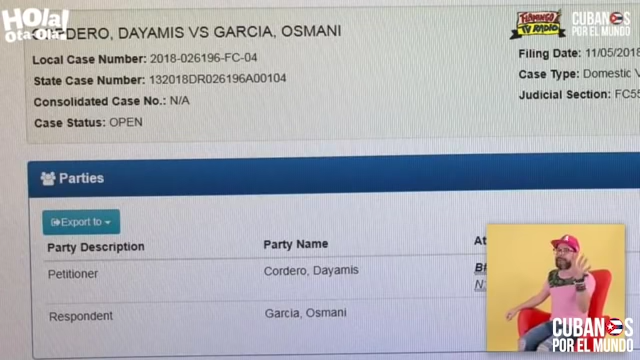 Hola!
Ota-Ola!
FLAMINGO
TV RADIO
CUBANOS
POR EL MUNDO
CORDERO, DAYAMIS VS GARCIA, OSMANI
Local Case Number: 2018-026196-FC-04
Filing Date: 11/05/2018
State Case Number: 132018DR026196A00104
Case Type: Domestic V
Consolidated Case No.: N/A
Judicial Section: FC55
Case Status: OPEN
Parties
Export to
Party Description
Party Name
Petitioner
Cordero, Dayamis
Respondent
Garcia, Osmani
CUBANOS
POR EL MUNDO